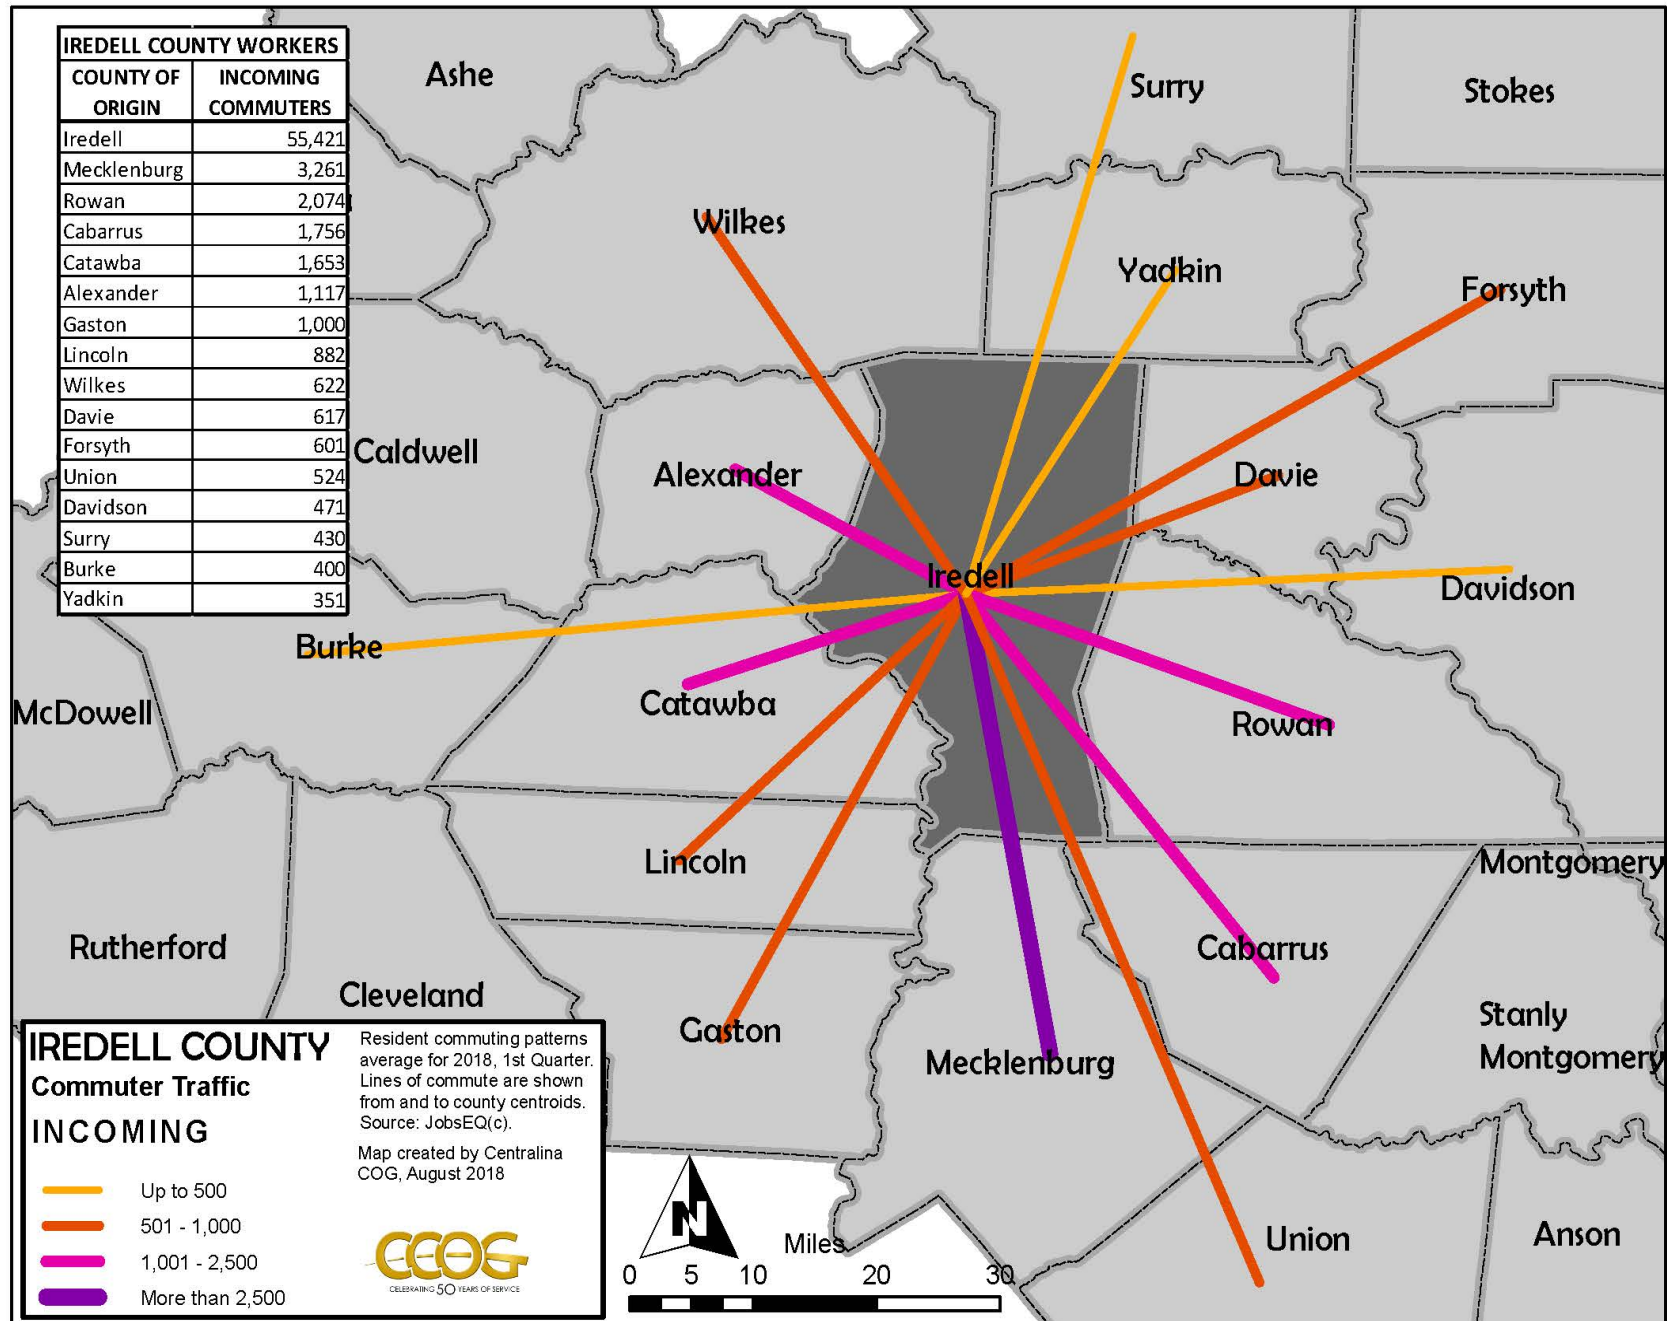 IREDELL COUNTY WORKERS
COUNTY OF ORIGIN INCOMING COMMUTERS
Iredell 55,421
Mecklenburg 3,261
Rowan 2,074
Cabarrus 1,756
Catawba 1,653
Alexander 1,117
Gaston 1,000
Lincoln 882
Wilkes 622
Davie 617
Forsyth 601
Union 524
Davidson 471
Surry 430
Burke 400
Yadkin 351
Ashe
Surry
Stokes
Wilkes
Yadkin
Forsyth
Caldwell
Alexander
Davie
Iredell
Davidson
Burke
McDowell
Catawba
Rowan
Lincoln
Montgomery
Rutherford
Cabarrus
Cleveland
Gaston
Mecklenburg
Stanly
Montgomery
Union
Anson
IREDELL COUNTY
Commuter Traffic
INCOMING
Up to 500
501 - 1,000
1,001 - 2,500
More than 2,500
Resident commuting patterns
average for 2018, 1st Quarter.
Lines of commute are shown
from and to county centroids.
Source: JobsEQ(c).
Map created by Centralina
COG, August 2018
CCOG
CELEBRATING 50 YEARS OF SERVICE
N
Miles
0 5 10 20 30